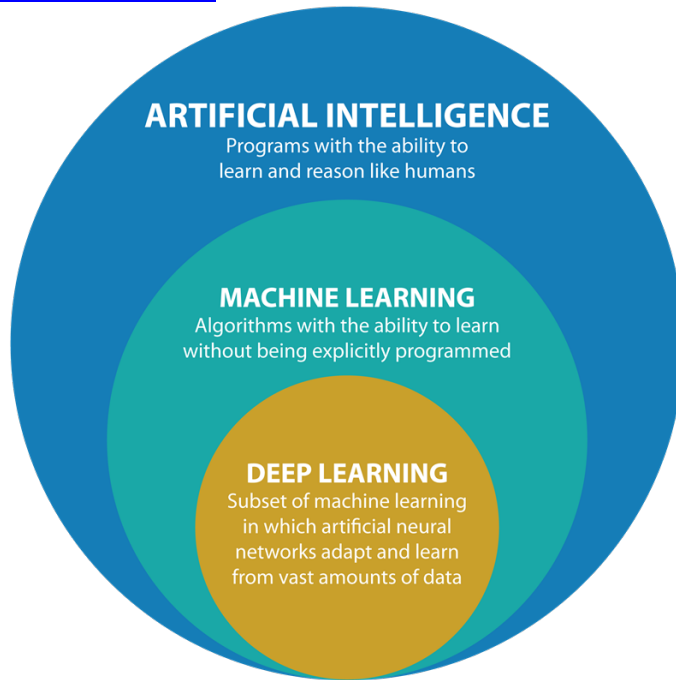 ARTIFICIAL INTELLIGENCE
Programs with the ability to
learn and reason like humans
MACHINE LEARNING
Algorithms with the ability to learn
without being explicitly programmed
DEEP LEARNING
Subset of machine learning
in which artificial neural
networks adapt and learn
from vast amounts of data